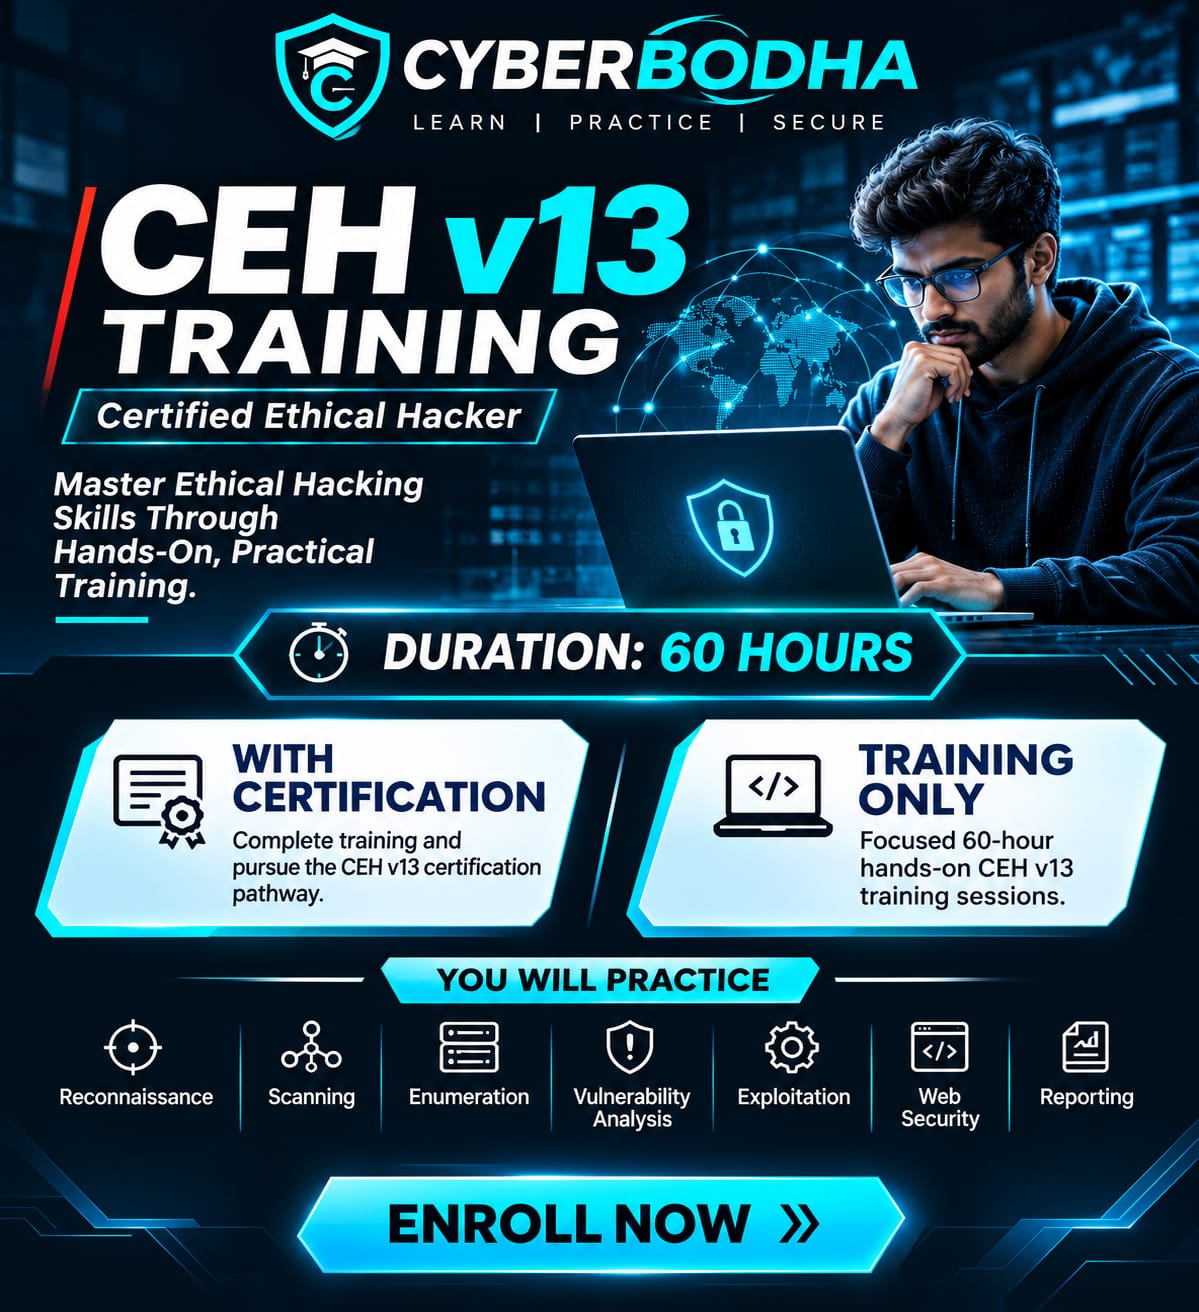 CYBERBODHA
LEARN | PRACTICE | SECURE
CEH v13
TRAINING
Certified Ethical Hacker
Master Ethical Hacking
Skills Through
Hands-On, Practical
Training.
DURATION: 60 HOURS
WITH
CERTIFICATION
Complete training and
pursue the CEH v13 certification
pathway.
TRAINING
ONLY
Focused 60-hour
hands-on CEH v13
training sessions.
YOU WILL PRACTICE
Reconnaissance
Scanning
Enumeration
Vulnerability
Analysis
Exploitation
Web
Security
Reporting
ENROLL NOW »